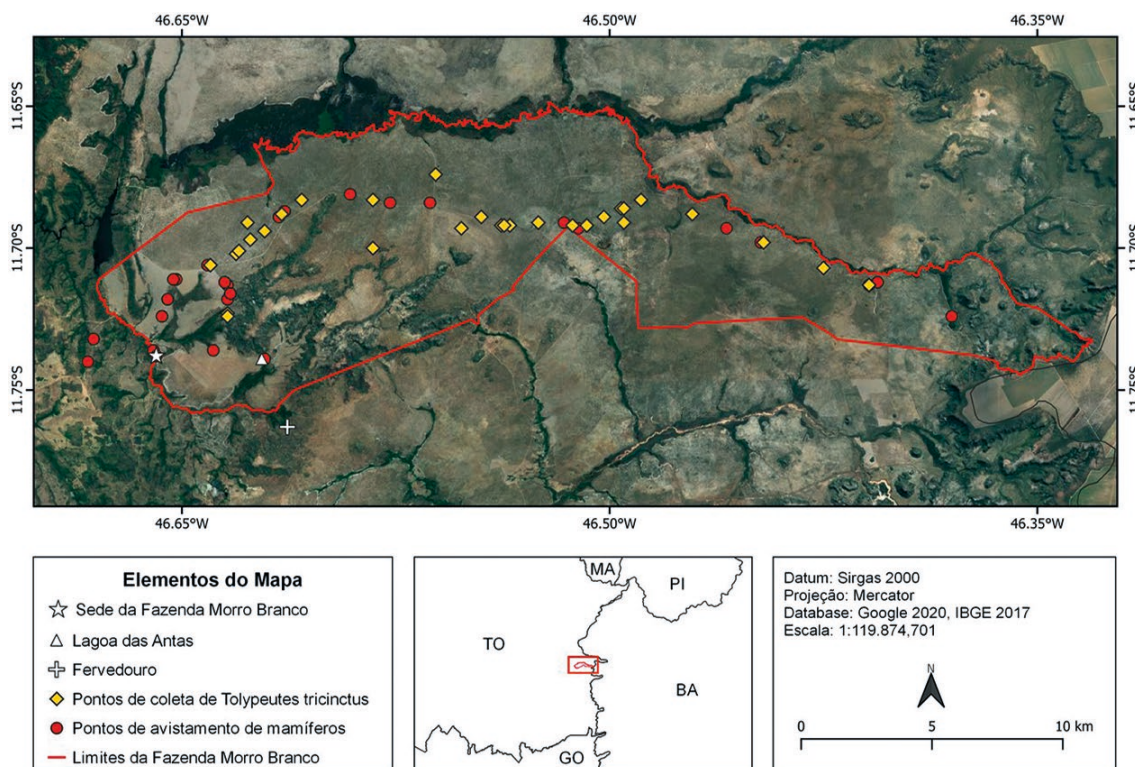 46.65°W 46.50°W 46.35°W
11.65°S 11.65°S
11.70°S 11.70°S
11.75°S 11.75°S
46.65°W 46.50°W 46.35°W
Elementos do Mapa
Sede da Fazenda Morro Branco
Lagoa das Antas
Fervedouro
Pontos de coleta de Tolypeutes tricinctus
Pontos de avistamento de mamíferos
Limites da Fazenda Morro Branco
MA
PI
TO
BA
GO
Datum: Sirgas 2000
Projeção: Mercator
Database: Google 2020, IBGE 2017
Escala: 1:119.874,701
N
0 5 10 km